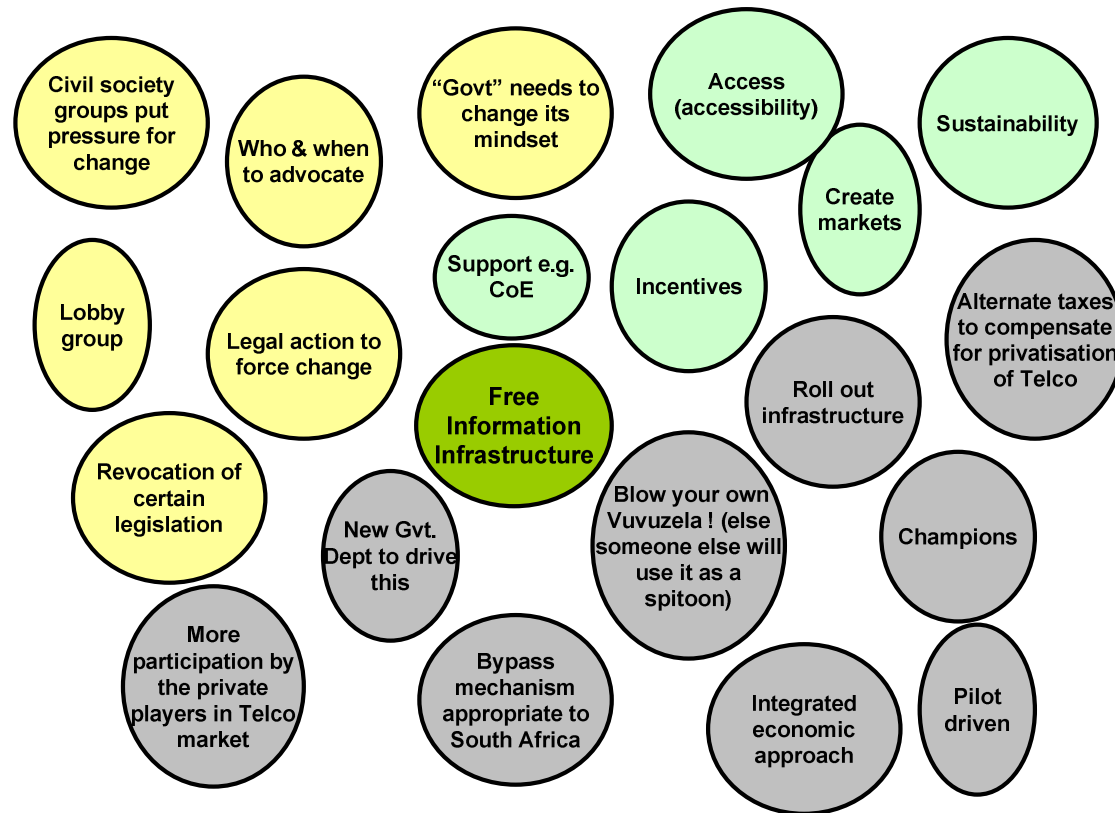 Civil society
groups put
pressure for
change
Who & when
to advocate
“Govt” needs to
change its
mindset
Access
(accessibility)
Sustainability
Create
markets
Lobby
group
Legal action to
force change
Support e.g.
CoE
Incentives
Alternate taxes
to compensate
for privatisation
of Telco
Free
Information
Infrastructure
Roll out
infrastructure
Revocation of
certain
legislation
New Gvt.
Dept to drive
this
Blow your own
Vuvuzela ! (else
someone else will
use it as a
spitoon)
Champions
More
participation by
the private
players in Telco
market
Bypass
mechanism
appropriate to
South Africa
Integrated
economic
approach
Pilot
driven